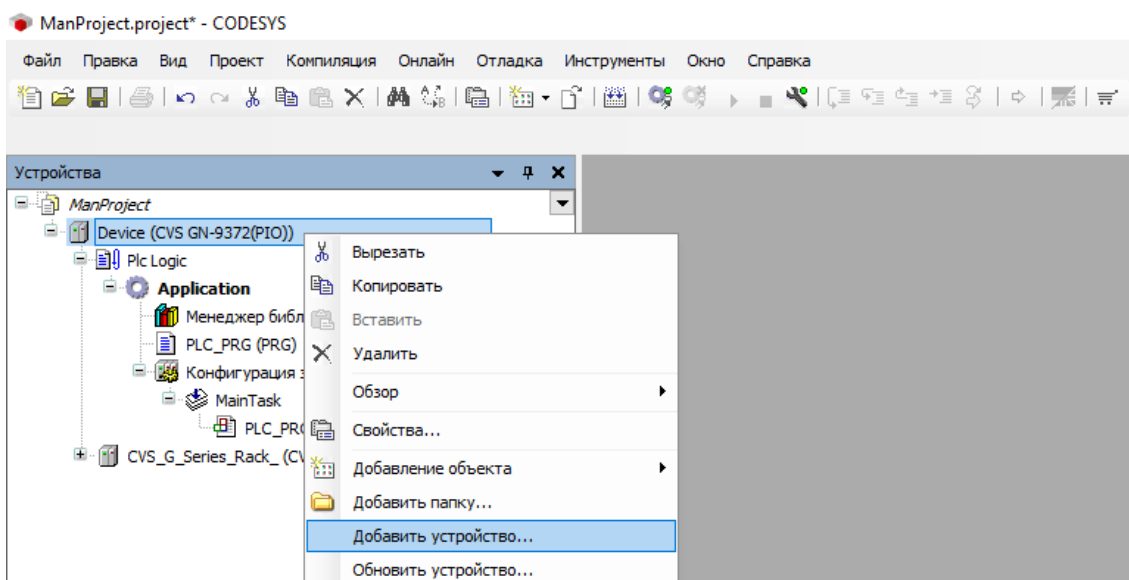 ManProject.project* - CODESYS
Файл Правка Вид Проект Компиляция Онлайн Отладка Инструменты Окно Справка
Устройства
ManProject
Device (CVS GN-9372(PIO))
Plc Logic
Application
Менеджер библ
PLC_PRG (PRG)
Конфигурация з
MainTask
PLC_PRG
CVS_G_Series_Rack_ (CV
Вырезать
Копировать
Вставить
Удалить
Обзор
Свойства...
Добавление объекта
Добавить папку...
Добавить устройство...
Обновить устройство...